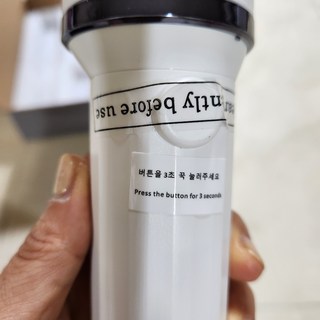 ntly before use
버튼을 3초 꾹 눌러주세요
Press the button for 3 seconds